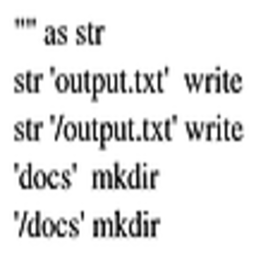 "" as str
str 'output.txt' write
str '/output.txt' write
'docs' mkdir
'/docs' mkdir